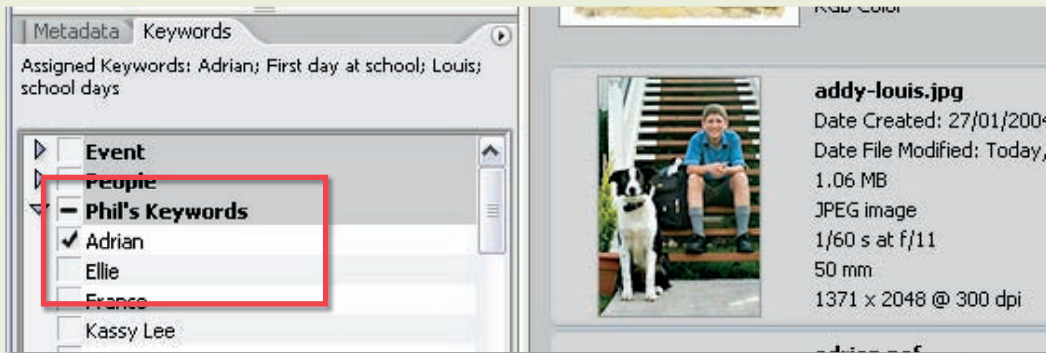 RGB Color
Metadata Keywords
Assigned Keywords: Adrian; First day at school; Louis;
school days
Event
People
Phil's Keywords
Adrian
Ellie
Franco
Kassy Lee
addy-louis.jpg
Date Created: 27/01/2004
Date File Modified: Today,
1.06 MB
JPEG image
1/60 s at f/11
50 mm
1371 x 2048 @ 300 dpi